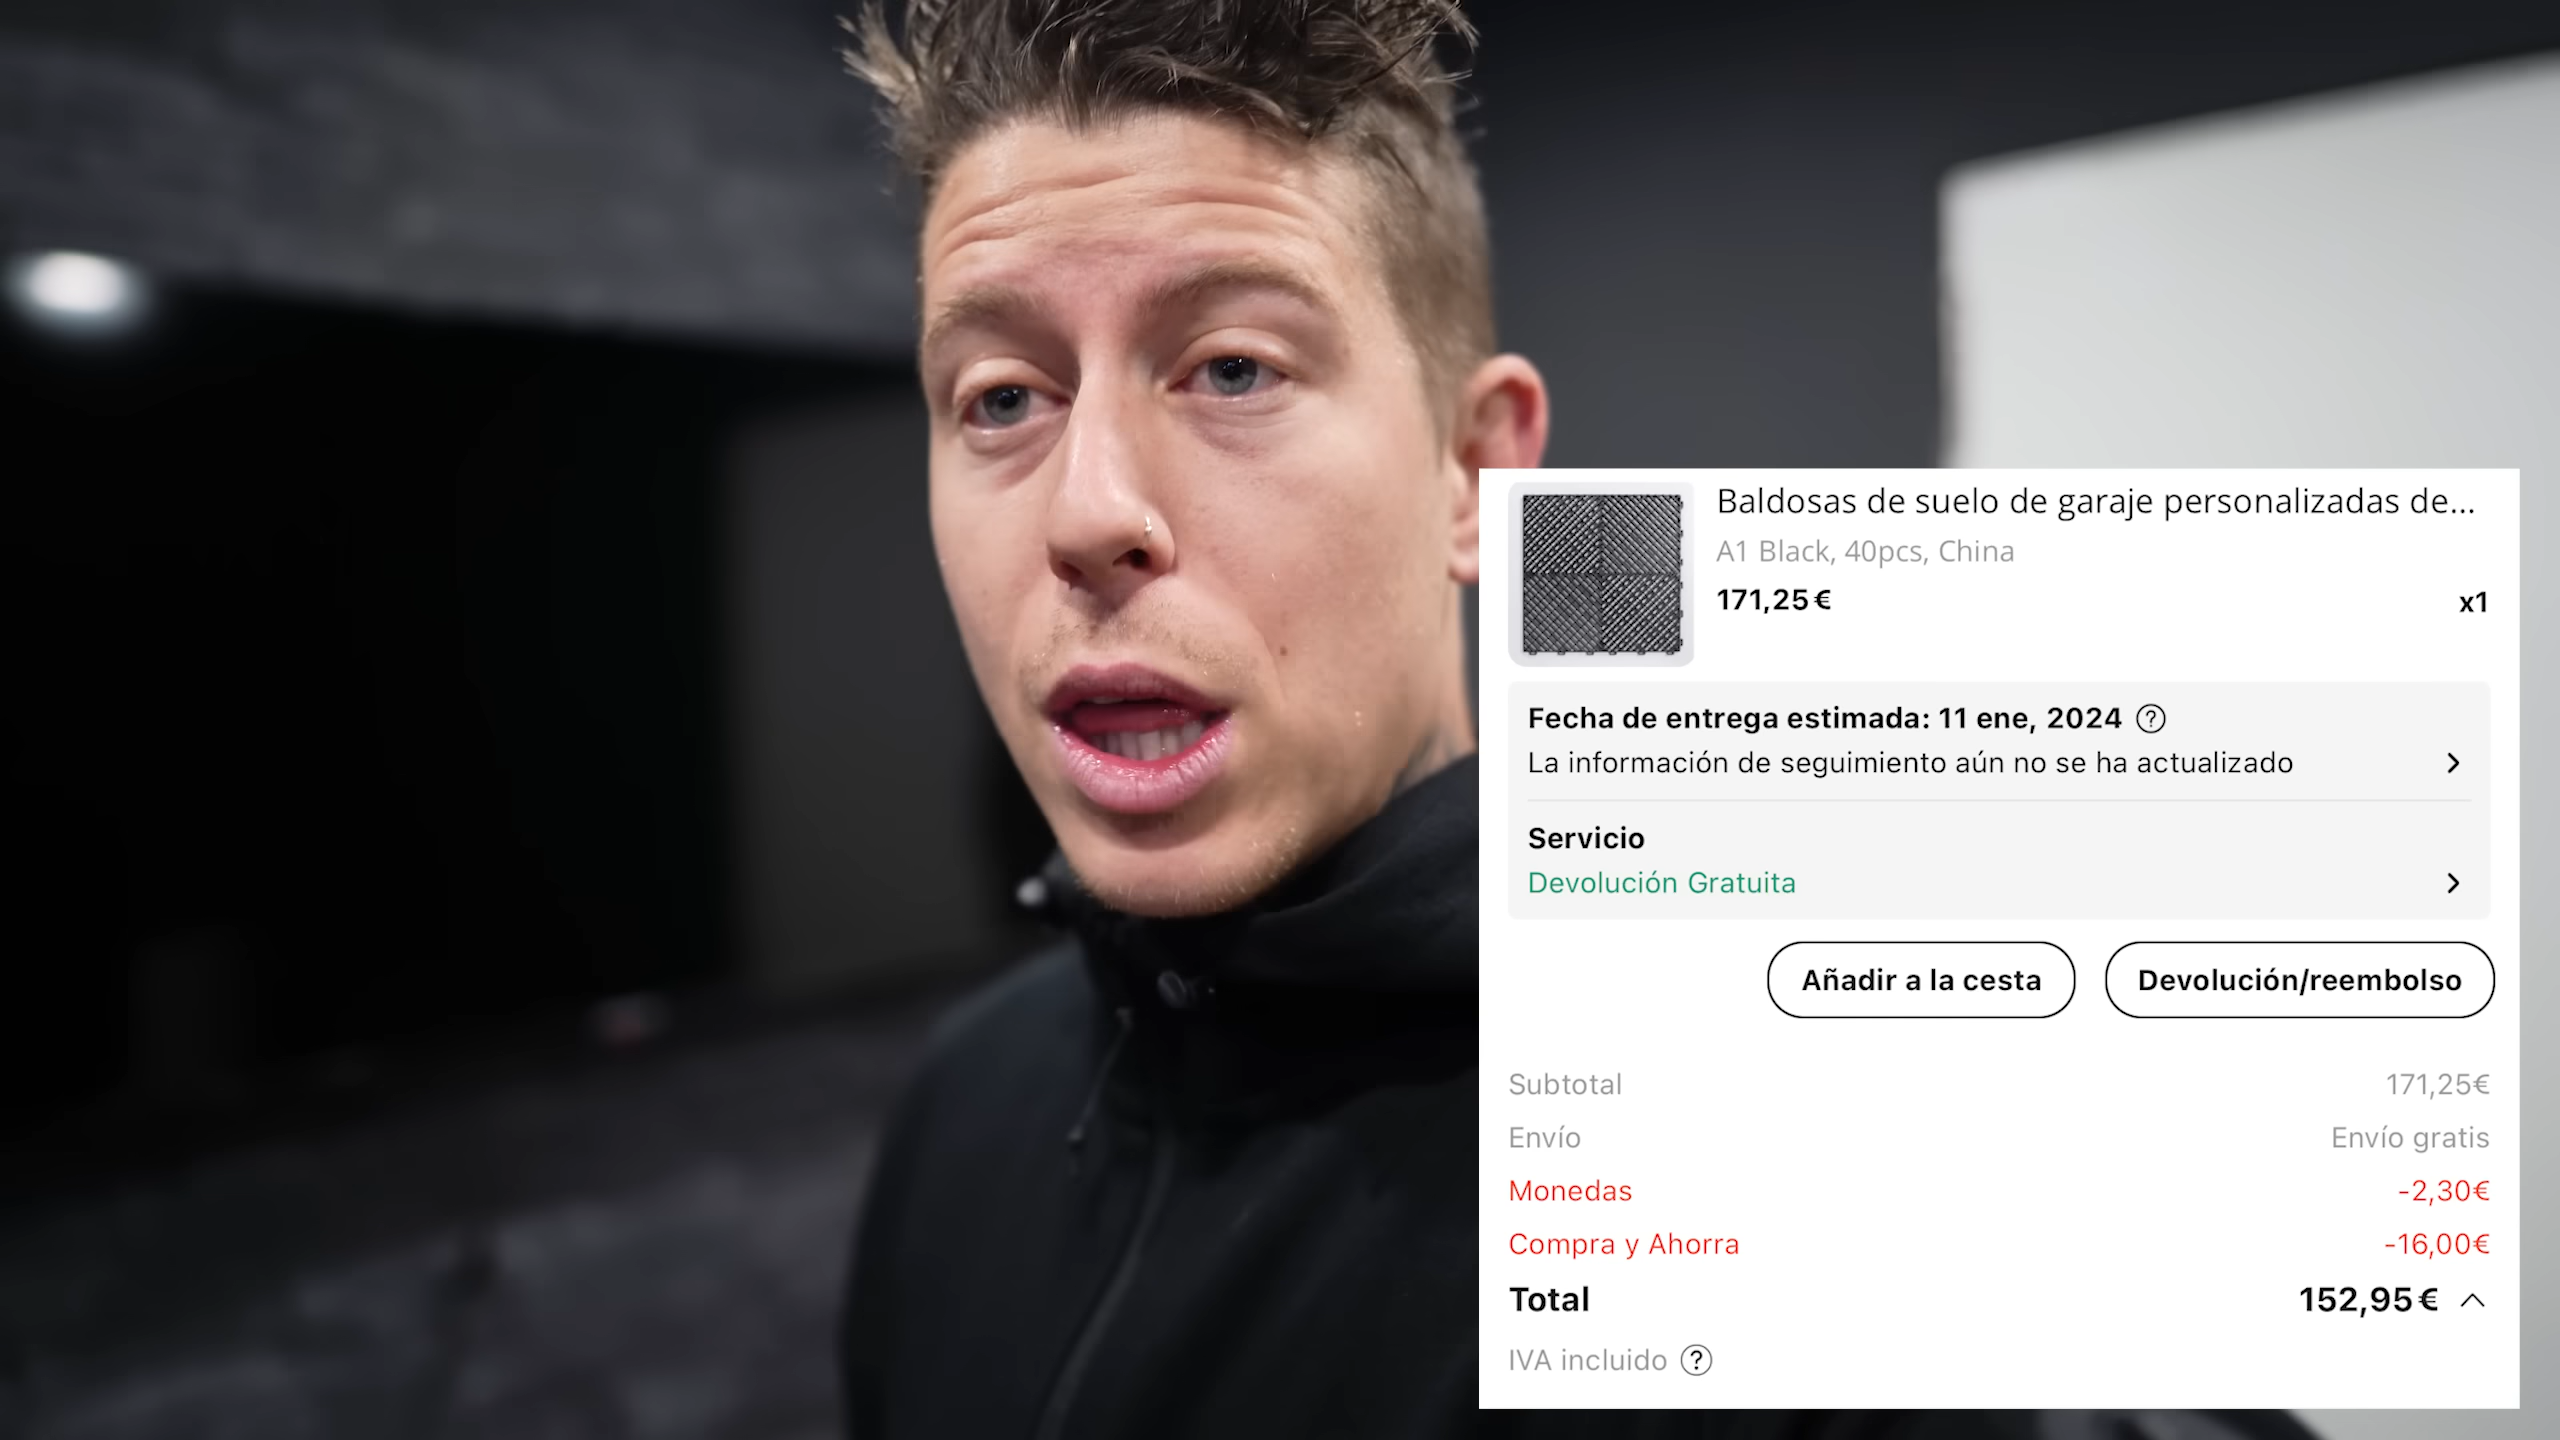 Baldosas de suelo de garaje personalizadas de...
A1 Black, 40pcs, China
171,25€
x1
Fecha de entrega estimada: 11 ene, 2024 ?
La información de seguimiento aún no se ha actualizado
Servicio
Devolución Gratuita
Añadir a la cesta
Devolución/reembolso
Subtotal 171,25€
Envío Envío gratis
Monedas -2,30€
Compra y Ahorra -16,00€
Total 152,95€
IVA incluido ?